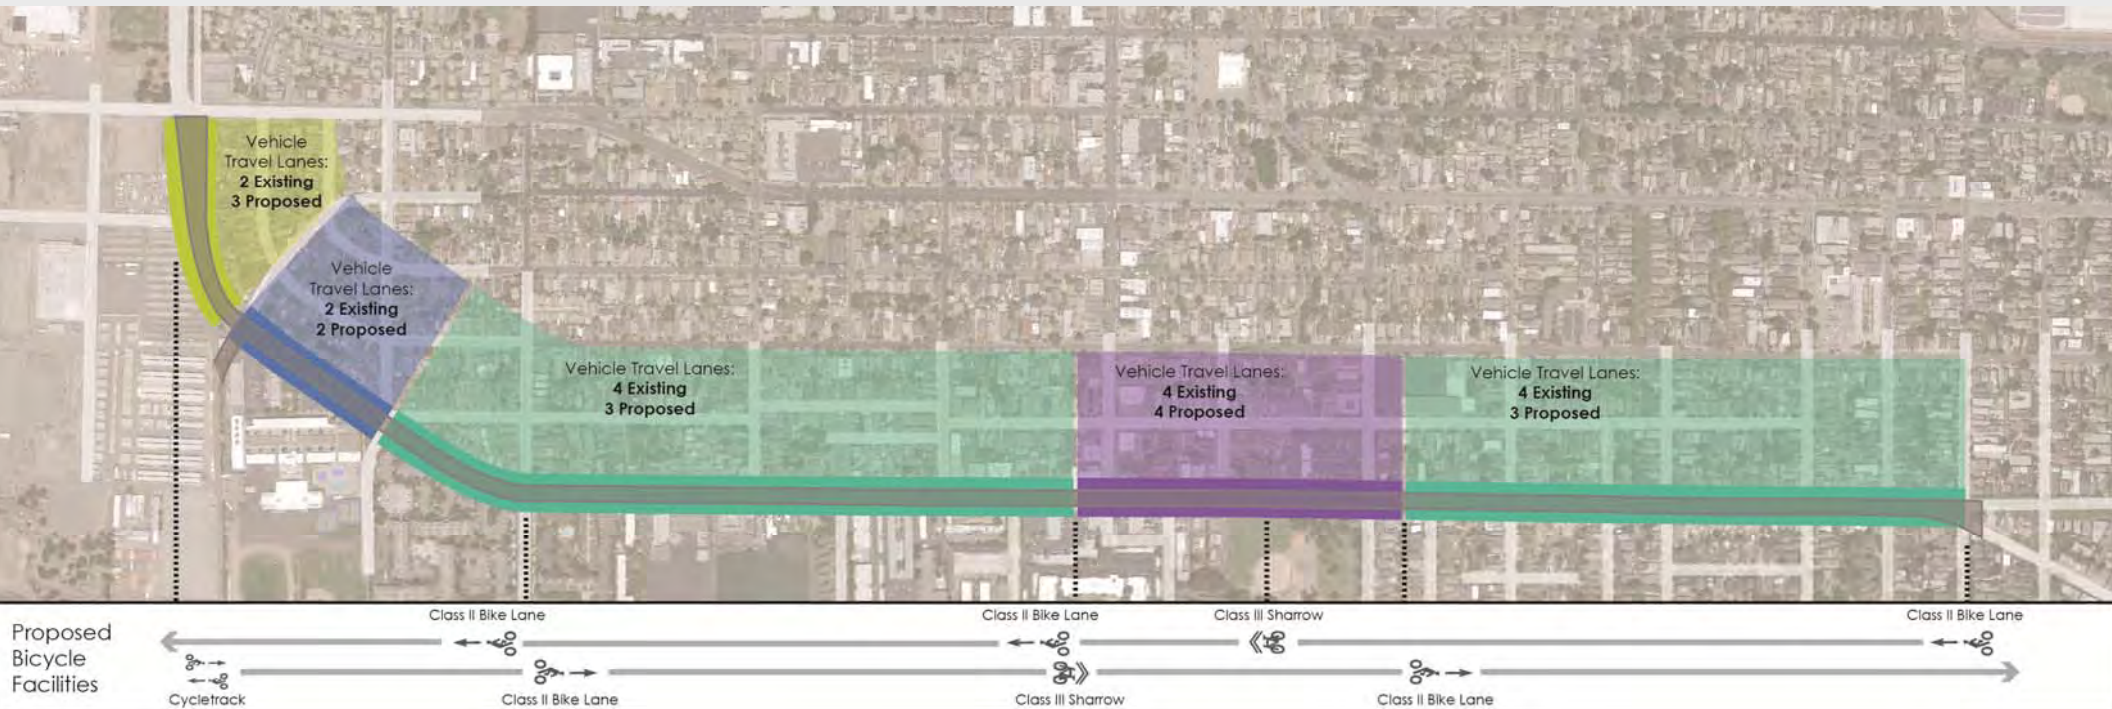 Vehicle
Travel Lanes:
2 Existing
3 Proposed
Vehicle
Travel Lanes:
2 Existing
2 Proposed
Vehicle Travel Lanes:
4 Existing
3 Proposed
Vehicle Travel Lanes:
4 Existing
4 Proposed
Vehicle Travel Lanes:
4 Existing
3 Proposed
Proposed
Bicycle
Facilities
Class II Bike Lane
Class II Bike Lane
Class III Sharrow
Class II Bike Lane
Cycletrack
Class II Bike Lane
Class III Sharrow
Class II Bike Lane